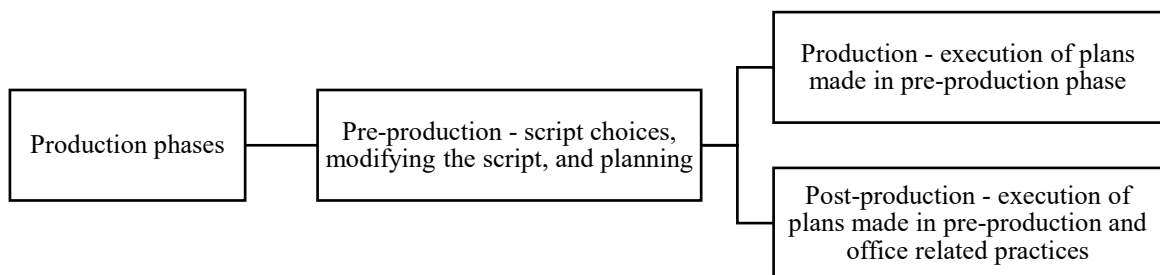 Production phases
Pre-production - script choices,
modifying the script, and planning
Production - execution of plans
made in pre-production phase
Post-production - execution of
plans made in pre-production and
office related practices